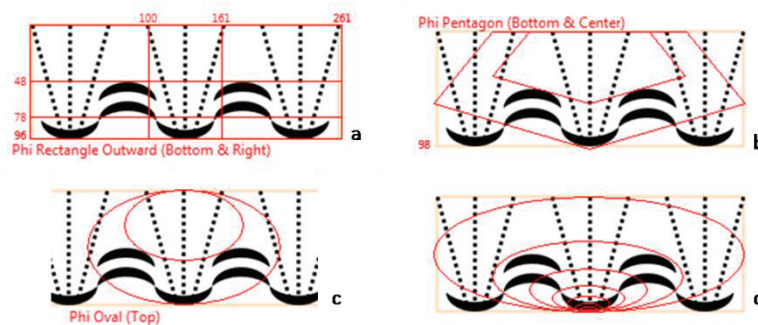 100 161 261
48
78
96
a
Phi Rectangle Outward (Bottom & Right)
Phi Pentagon (Bottom & Center)
98
b
c
Phi Oval (Top)
d